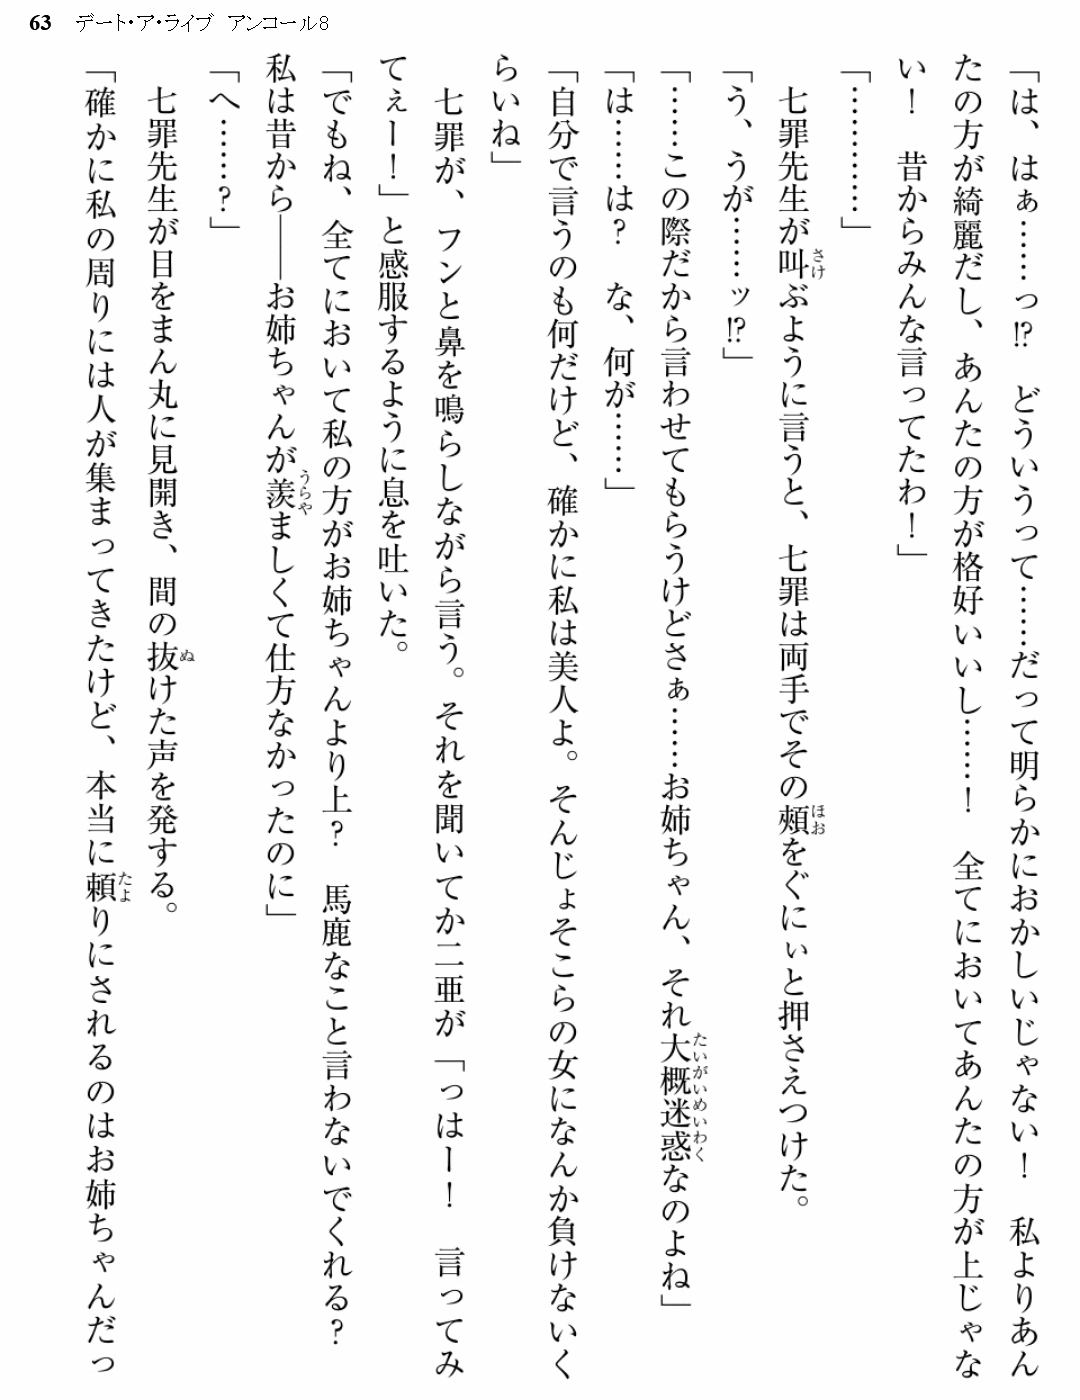 63 デート・ア・ライブ アンコール8
「は、はぁ……っ!? どういうって……だって明らかにおかしいじゃない! 私よりあん
たの方が綺麗だし、あんたの方が格好いいし……! 全てにおいてあんたの方が上じゃな
い! 昔からみんな言ってたわ!」
「…………」
七罪先生が叫ぶように言うと、七罪は両手でその頰をぐにぃと押さえつけた。
「う、うが……ッ!?」
「……この際だから言わせてもらうけどさぁ……お姉ちゃん、それ大概迷惑なのよね」
「は……は? な、何が……」
「自分で言うのも何だけど、確かに私は美人よ。そんじょそこらの女になんか負けないく
らいね」
七罪が、フンと鼻を鳴らしながら言う。それを聞いてか二亜が「っはー! 言ってみ
てぇー!」と感服するように息を吐いた。
「でもね、全てにおいて私の方がお姉ちゃんより上? 馬鹿なこと言わないでくれる?
私は昔から——お姉ちゃんが羨ましくて仕方なかったのに」
「へ……?」
七罪先生が目をまん丸に見開き、間の抜けた声を発する。
「確かに私の周りには人が集まってきたけど、本当に頼りにされるのはお姉ちゃんだっ